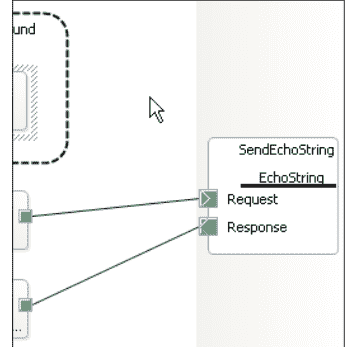 und
SendEchoString
EchoString
Request
Response
...